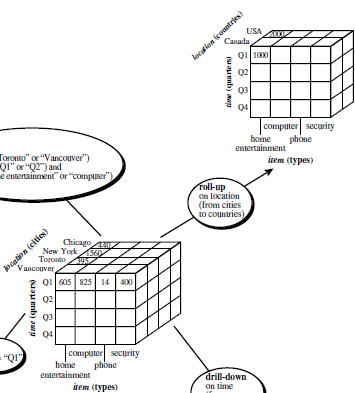 location (countries)
USA
2000
Canada
time (quarters)
Q1 1000
Q2
Q3
Q4
computer security
home phone
entertainment
item (types)
Toronto” or “Vancouver”)
Q1” or “Q2”) and
e entertainment” or “computer”)
roll-up
on location
(from cities
to countries)
location (cities)
Chicago 440
New York 1560
Toronto 395
Vancouver
time (quarters)
Q1 605 825 14 400
Q2
Q3
Q4
computer security
home phone
entertainment
item (types)
“Q1”
drill-down
on time